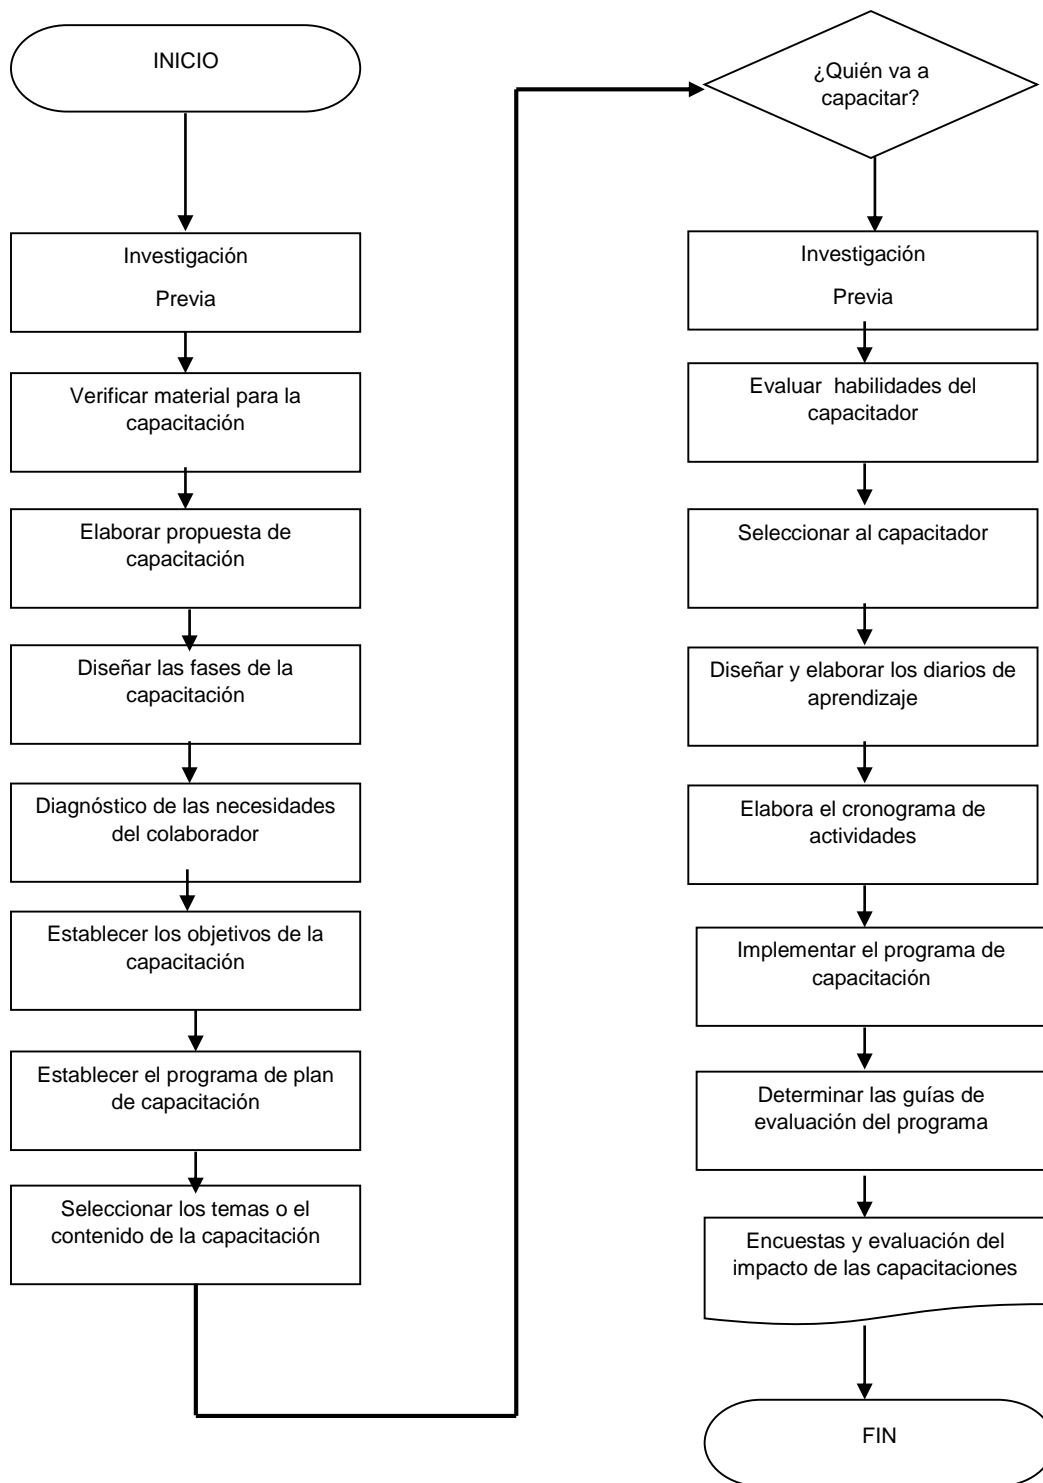 INICIO
Investigación
Previa
Verificar material para la
capacitación
Elaborar propuesta de
capacitación
Diseñar las fases de la
capacitación
Diagnóstico de las necesidades
del colaborador
Establecer los objetivos de la
capacitación
Establecer el programa de plan
de capacitación
Seleccionar los temas o el
contenido de la capacitación
¿Quién va a
capacitar?
Investigación
Previa
Evaluar  habilidades del
capacitador
Seleccionar al capacitador
Diseñar y elaborar los diarios de
aprendizaje
Elabora el cronograma de
actividades
Implementar el programa de
capacitación
Determinar las guías de
evaluación del programa
Encuestas y evaluación del
impacto de las capacitaciones
FIN